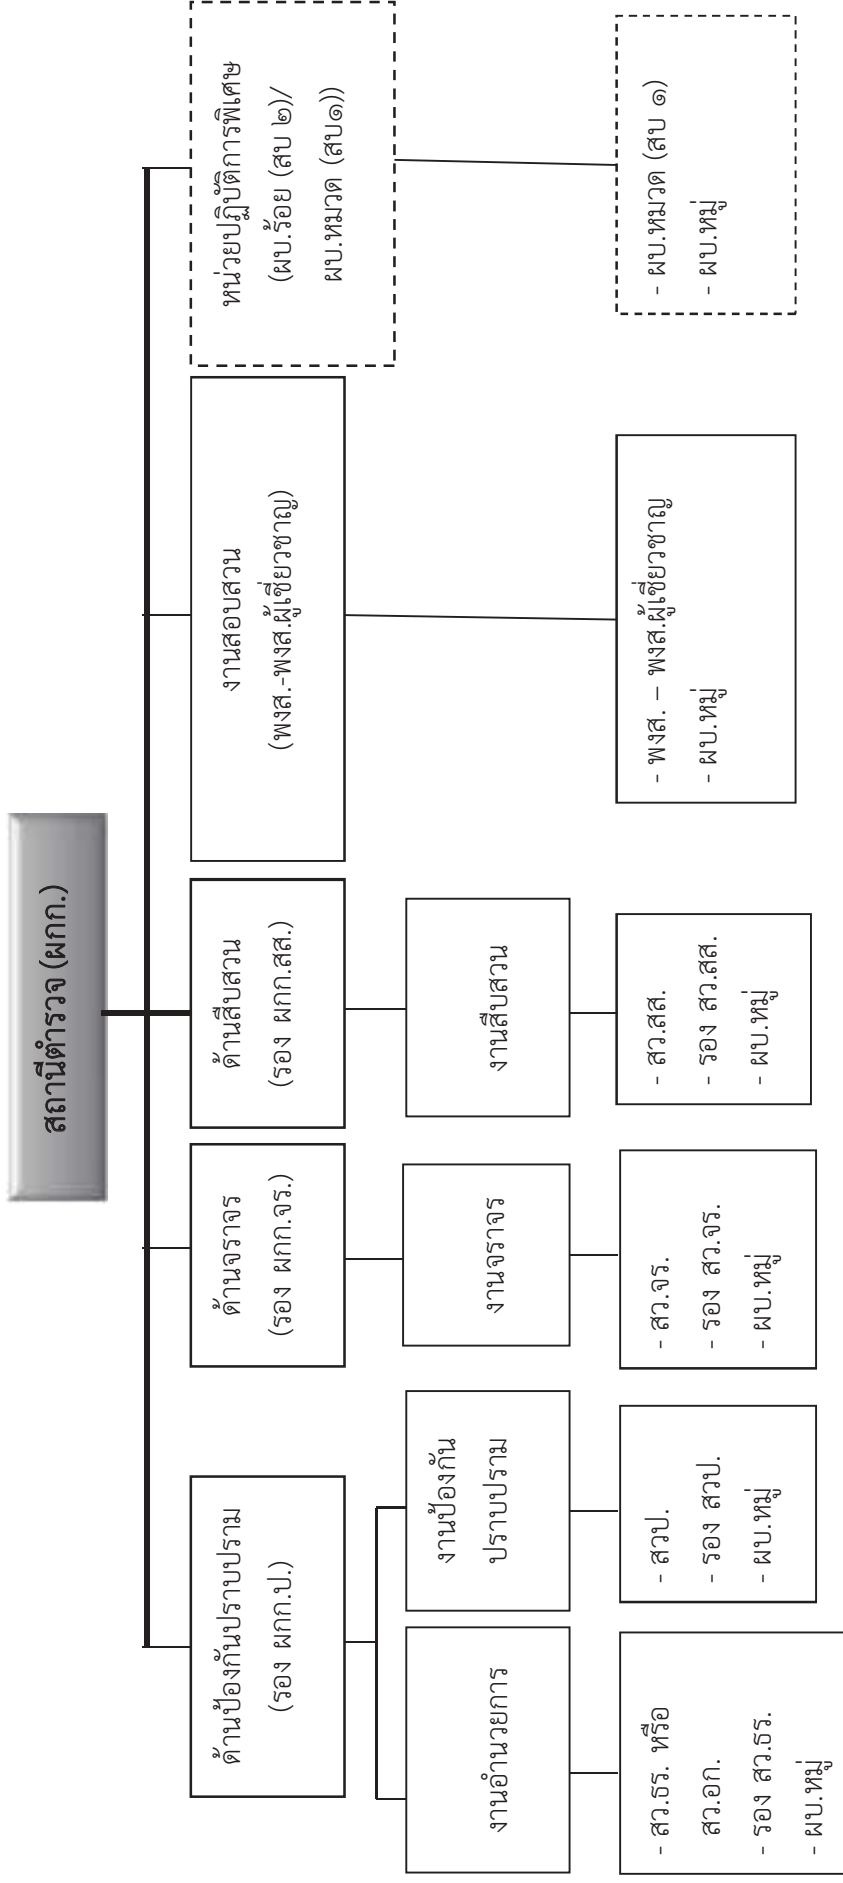 สถานีตำรวจ (ผกก.)
ด้านป้องกันปราบปราม
(รอง ผกก.ป.)
ด้านจราจร
(รอง ผกก.จร.)
ด้านสืบสวน
(รอง ผกก.สส.)
งานสอบสวน
(พงส.-พงส.ผู้เชี่ยวชาญ)
หน่วยปฏิบัติการพิเศษ
(ผบ.ร้อย (สบ ๒)/
ผบ.หมวด (สบ๑))
งานอำนวยการ
งานป้องกัน
ปราบปราม
งานจราจร
งานสืบสวน
- สว.ธร. หรือ
สว.อก.
- รอง สว.ธร.
- ผบ.หมู่
- สวป.
- รอง สวป.
- ผบ.หมู่
- สว.จร.
- รอง สว.จร.
- ผบ.หมู่
- สว.สส.
- รอง สว.สส.
- ผบ.หมู่
- พงส. – พงส.ผู้เชี่ยวชาญ
- ผบ.หมู่
- ผบ.หมวด (สบ ๑)
- ผบ.หมู่